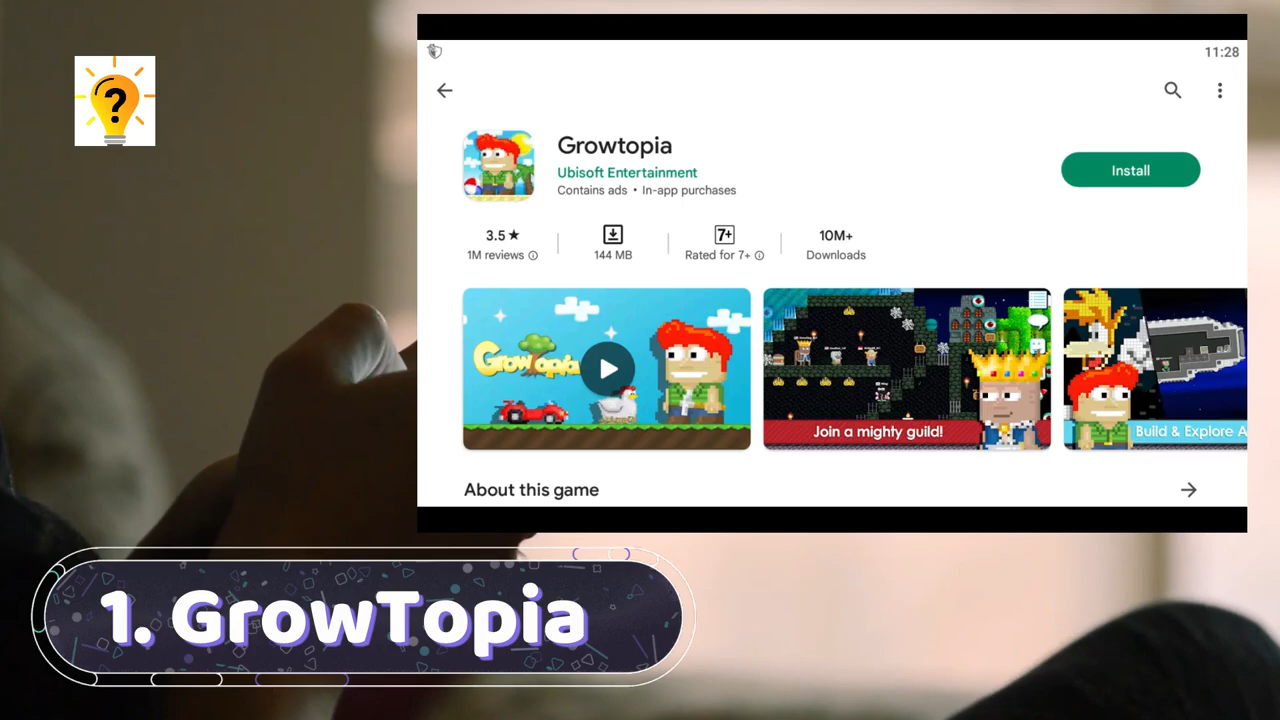 ?
11:28
Growtopia
Ubisoft Entertainment
Contains ads • In-app purchases
Install
3.5★
1M reviews
144 MB
7+
Rated for 7+
10M+
Downloads
GrowTopia
Join a mighty guild!
Build & Explore A
About this game
1. GrowTopia